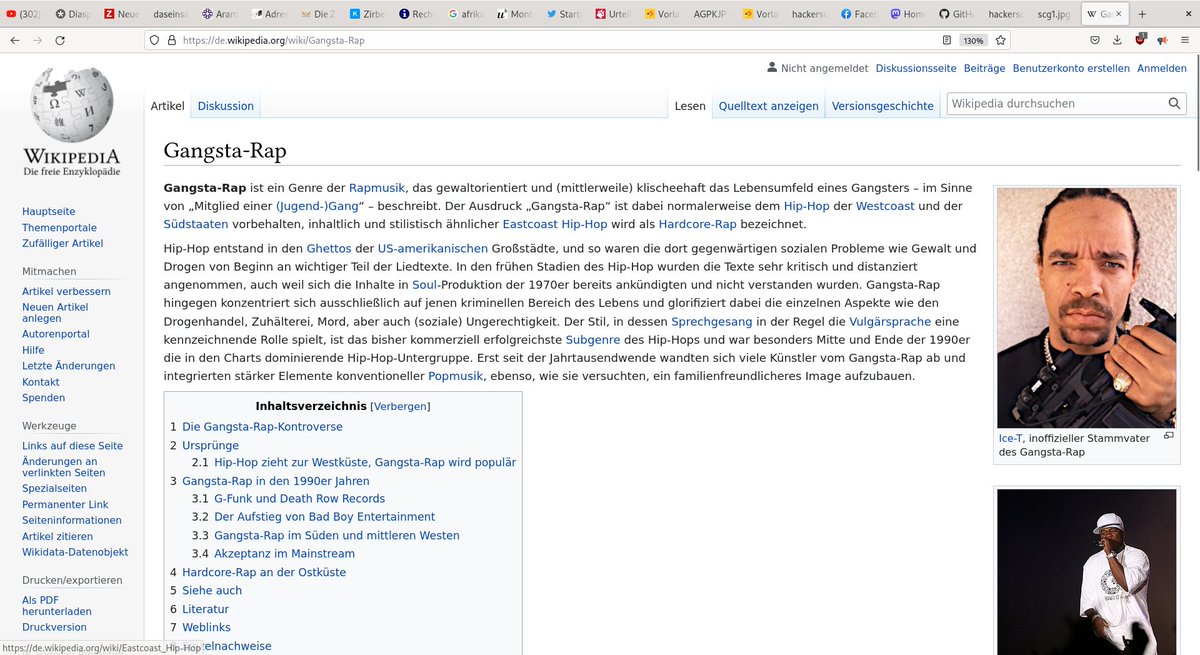 (302) Diasp Neue daseinsa Aram Adres Die Z Zirbe Rech afrika Mont Start Urteil Vorla AGPKJP Vorla hackersc Face Hom GitH hackersc scg1.jpg Ga
https://de.wikipedia.org/wiki/Gangsta-Rap 130%
Nicht angemeldet Diskussionsseite Beiträge Benutzerkonto erstellen Anmelden
Artikel Diskussion Lesen Quelltext anzeigen Versionsgeschichte Wikipedia durchsuchen
WIKIPEDIA
Die freie Enzyklopädie
Hauptseite
Themenportale
Zufälliger Artikel
Mitmachen
Artikel verbessern
Neuen Artikel
anlegen
Autorenportal
Hilfe
Letzte Änderungen
Kontakt
Spenden
Werkzeuge
Links auf diese Seite
Änderungen an
verlinkten Seiten
Spezialseiten
Permanenter Link
Seiteninformationen
Artikel zitieren
Wikidata-Datenobjekt
Drucken/exportieren
Als PDF
herunterladen
Druckversion
Gangsta-Rap
Gangsta-Rap ist ein Genre der Rapmusik, das gewaltorientiert und (mittlerweile) klischeehaft das Lebensumfeld eines Gangsters – im Sinne
von „Mitglied einer (Jugend-)Gang“ – beschreibt. Der Ausdruck „Gangsta-Rap“ ist dabei normalerweise dem Hip-Hop der Westcoast und der
Südstaaten vorbehalten, inhaltlich und stilistisch ähnlicher Eastcoast Hip-Hop wird als Hardcore-Rap bezeichnet.
Hip-Hop entstand in den Ghettos der US-amerikanischen Großstädte, und so waren die dort gegenwärtigen sozialen Probleme wie Gewalt und
Drogen von Beginn an wichtiger Teil der Liedtexte. In den frühen Stadien des Hip-Hop wurden die Texte sehr kritisch und distanziert
angenommen, auch weil sich die Inhalte in Soul-Produktion der 1970er bereits ankündigten und nicht verstanden wurden. Gangsta-Rap
hingegen konzentriert sich ausschließlich auf jenen kriminellen Bereich des Lebens und glorifiziert dabei die einzelnen Aspekte wie den
Drogenhandel, Zuhälterei, Mord, aber auch (soziale) Ungerechtigkeit. Der Stil, in dessen Sprechgesang in der Regel die Vulgärsprache eine
kennzeichnende Rolle spielt, ist das bisher kommerziell erfolgreichste Subgenre des Hip-Hops und war besonders Mitte und Ende der 1990er
die in den Charts dominierende Hip-Hop-Untergruppe. Erst seit der Jahrtausendwende wandten sich viele Künstler vom Gangsta-Rap ab und
integrierten stärker Elemente konventioneller Popmusik, ebenso, wie sie versuchten, ein familienfreundlicheres Image aufzubauen.
Inhaltsverzeichnis [Verbergen]
1 Die Gangsta-Rap-Kontroverse
2 Ursprünge
2.1 Hip-Hop zieht zur Westküste, Gangsta-Rap wird populär
3 Gangsta-Rap in den 1990er Jahren
3.1 G-Funk und Death Row Records
3.2 Der Aufstieg von Bad Boy Entertainment
3.3 Gangsta-Rap im Süden und mittleren Westen
3.4 Akzeptanz im Mainstream
4 Hardcore-Rap an der Ostküste
5 Siehe auch
6 Literatur
7 Weblinks
elnachweise
Ice-T, inoffizieller Stammvater
des Gangsta-Rap
https://de.wikipedia.org/wiki/Eastcoast_Hip-Hop